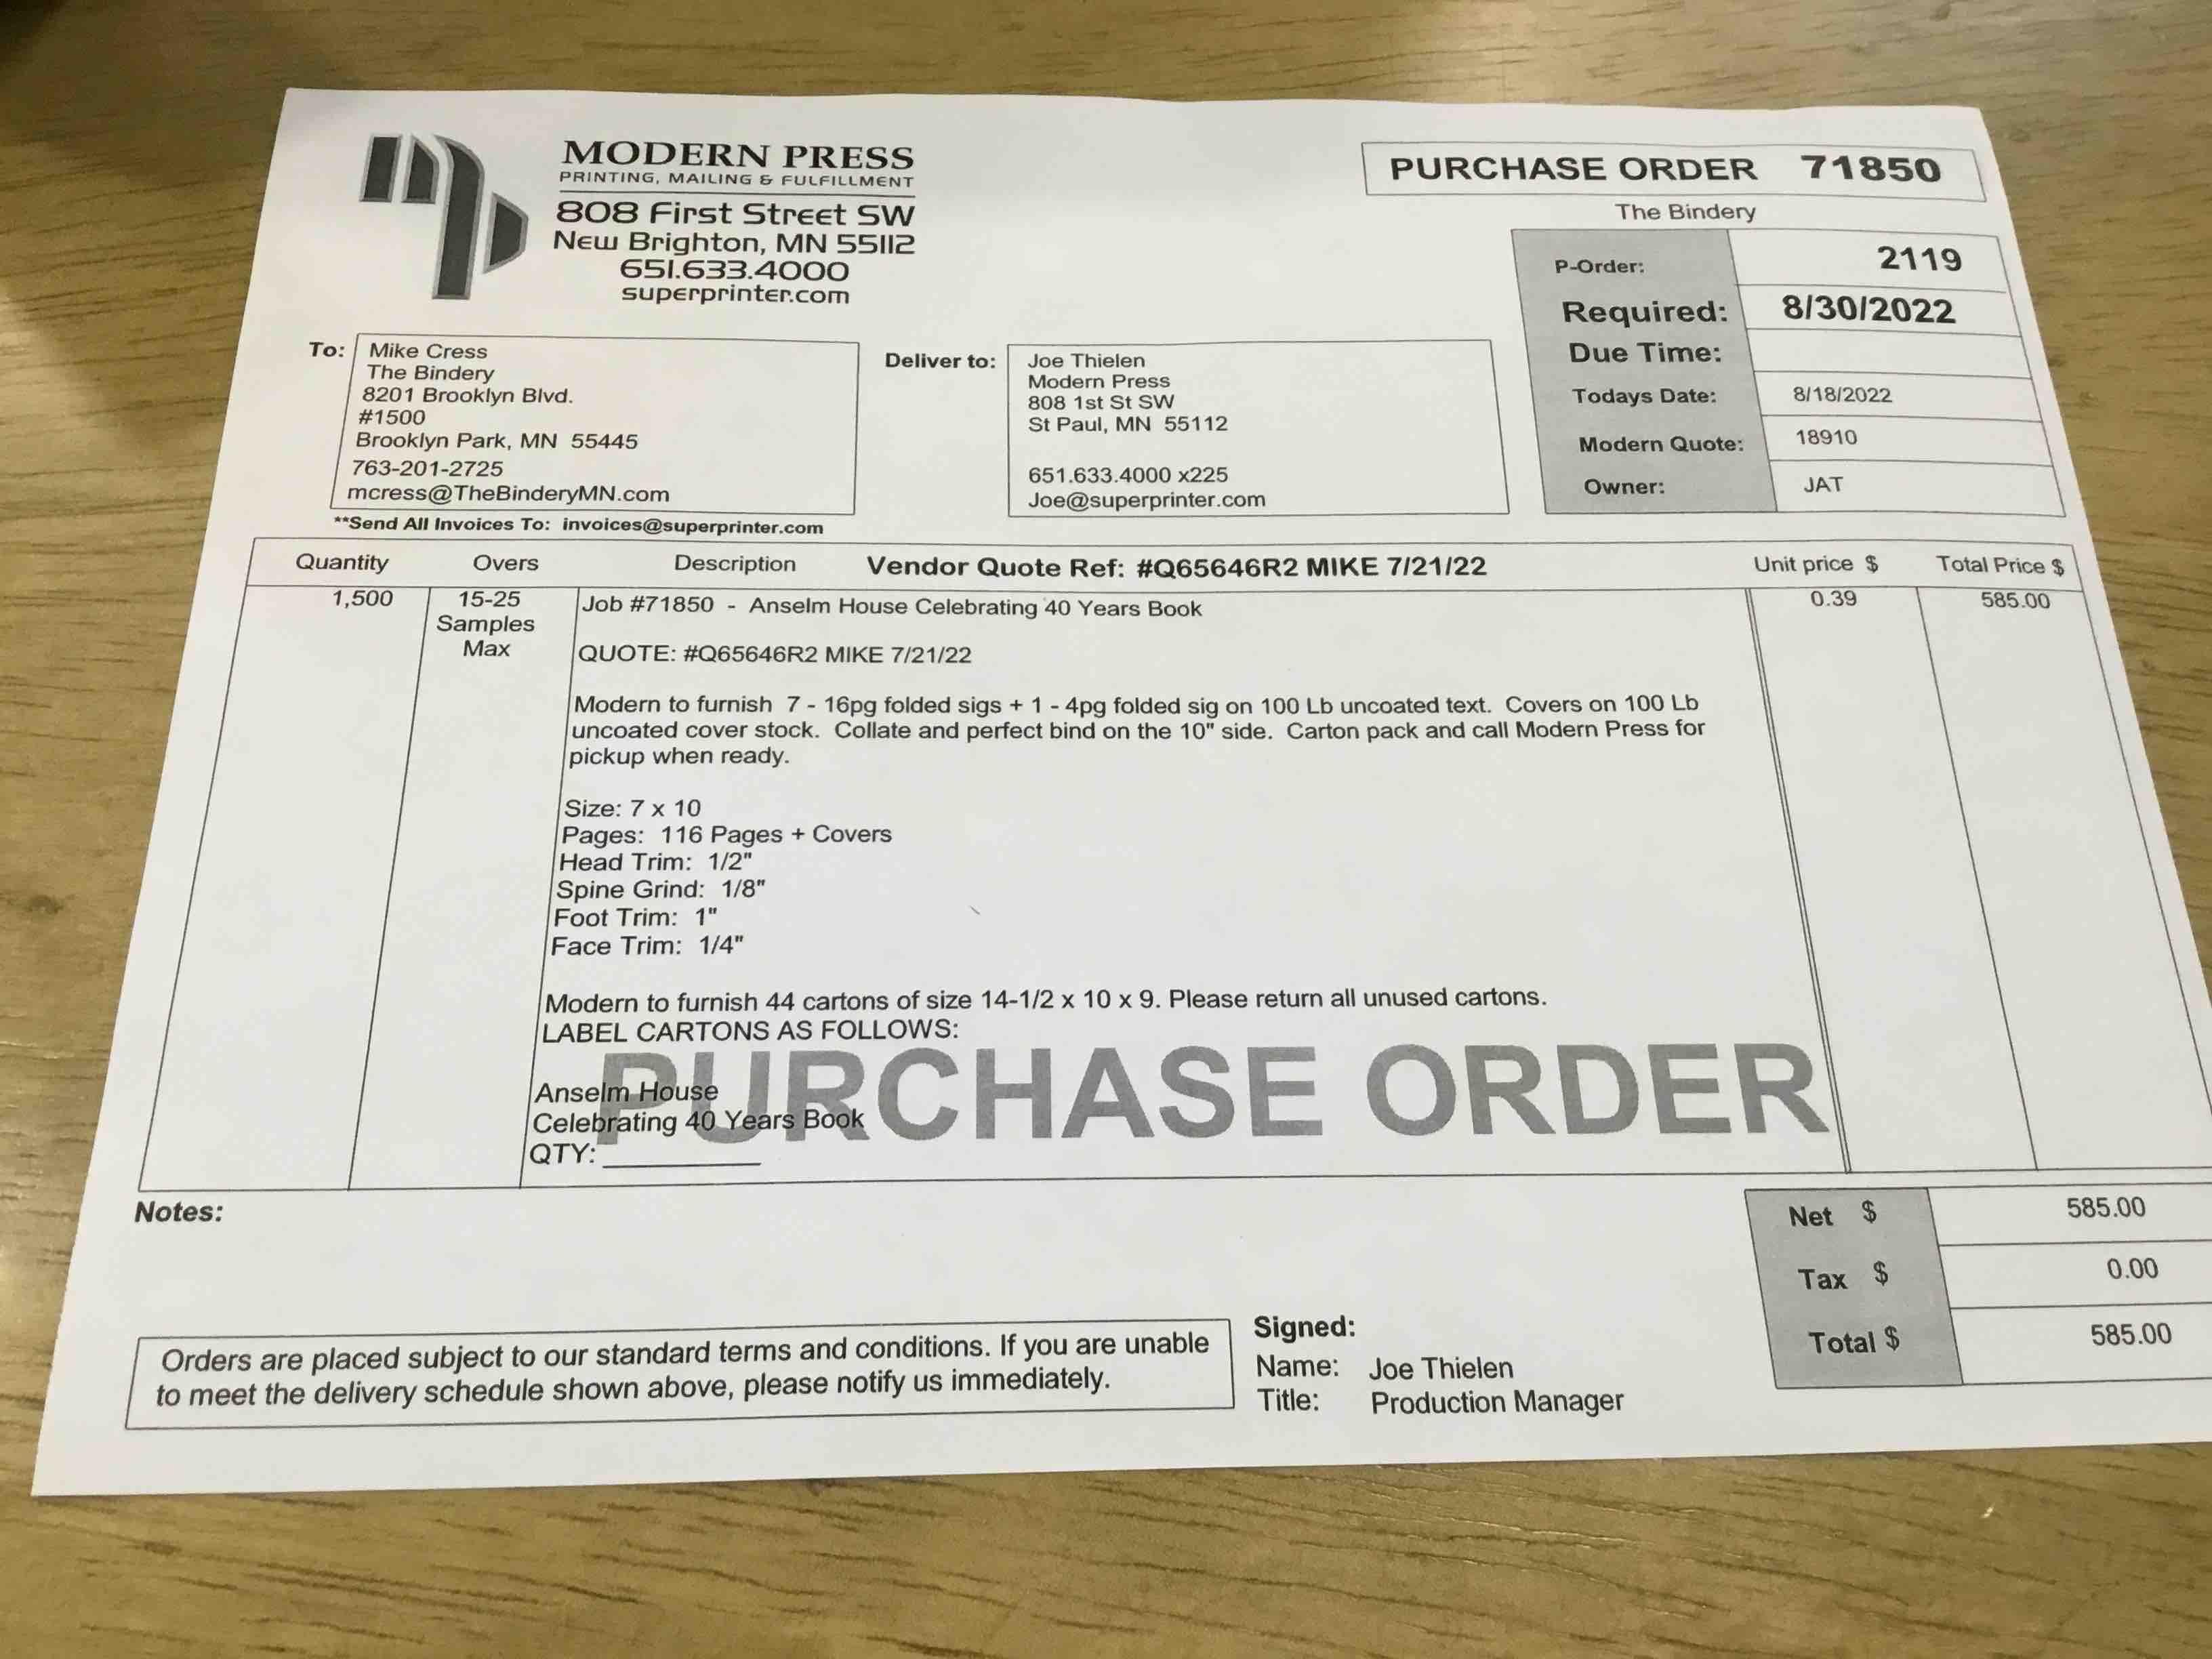 MODERN PRESS
PRINTING, MAILING & FULFILLMENT
808 First Street SW
New Brighton, MN 55112
651.633.4000
superprinter.com
PURCHASE ORDER 71850
The Bindery
P-Order: 2119
Required: 8/30/2022
Due Time:
Todays Date: 8/18/2022
Modern Quote: 18910
Owner: JAT
To:
Mike Cress
The Bindery
8201 Brooklyn Blvd.
#1500
Brooklyn Park, MN 55445
763-201-2725
mcress@TheBinderyMN.com
Deliver to:
Joe Thielen
Modern Press
808 1st St SW
St Paul, MN 55112
651.633.4000 x225
Joe@superprinter.com
**Send All Invoices To: invoices@superprinter.com
Quantity Overs Description Vendor Quote Ref: #Q65646R2 MIKE 7/21/22 Unit price $ Total Price $
1,500
15-25
Samples
Max
Job #71850 - Anselm House Celebrating 40 Years Book
0.39
585.00
QUOTE: #Q65646R2 MIKE 7/21/22
Modern to furnish 7 - 16pg folded sigs + 1 - 4pg folded sig on 100 Lb uncoated text. Covers on 100 Lb
uncoated cover stock. Collate and perfect bind on the 10" side. Carton pack and call Modern Press for
pickup when ready.
Size: 7 x 10
Pages: 116 Pages + Covers
Head Trim: 1/2"
Spine Grind: 1/8"
Foot Trim: 1"
Face Trim: 1/4"
Modern to furnish 44 cartons of size 14-1/2 x 10 x 9. Please return all unused cartons.
LABEL CARTONS AS FOLLOWS:
PURCHASE ORDER
Anselm House
Celebrating 40 Years Book
QTY:
Notes:
Net $ 585.00
Tax $ 0.00
Total $ 585.00
Orders are placed subject to our standard terms and conditions. If you are unable
to meet the delivery schedule shown above, please notify us immediately.
Signed:
Name: Joe Thielen
Title: Production Manager